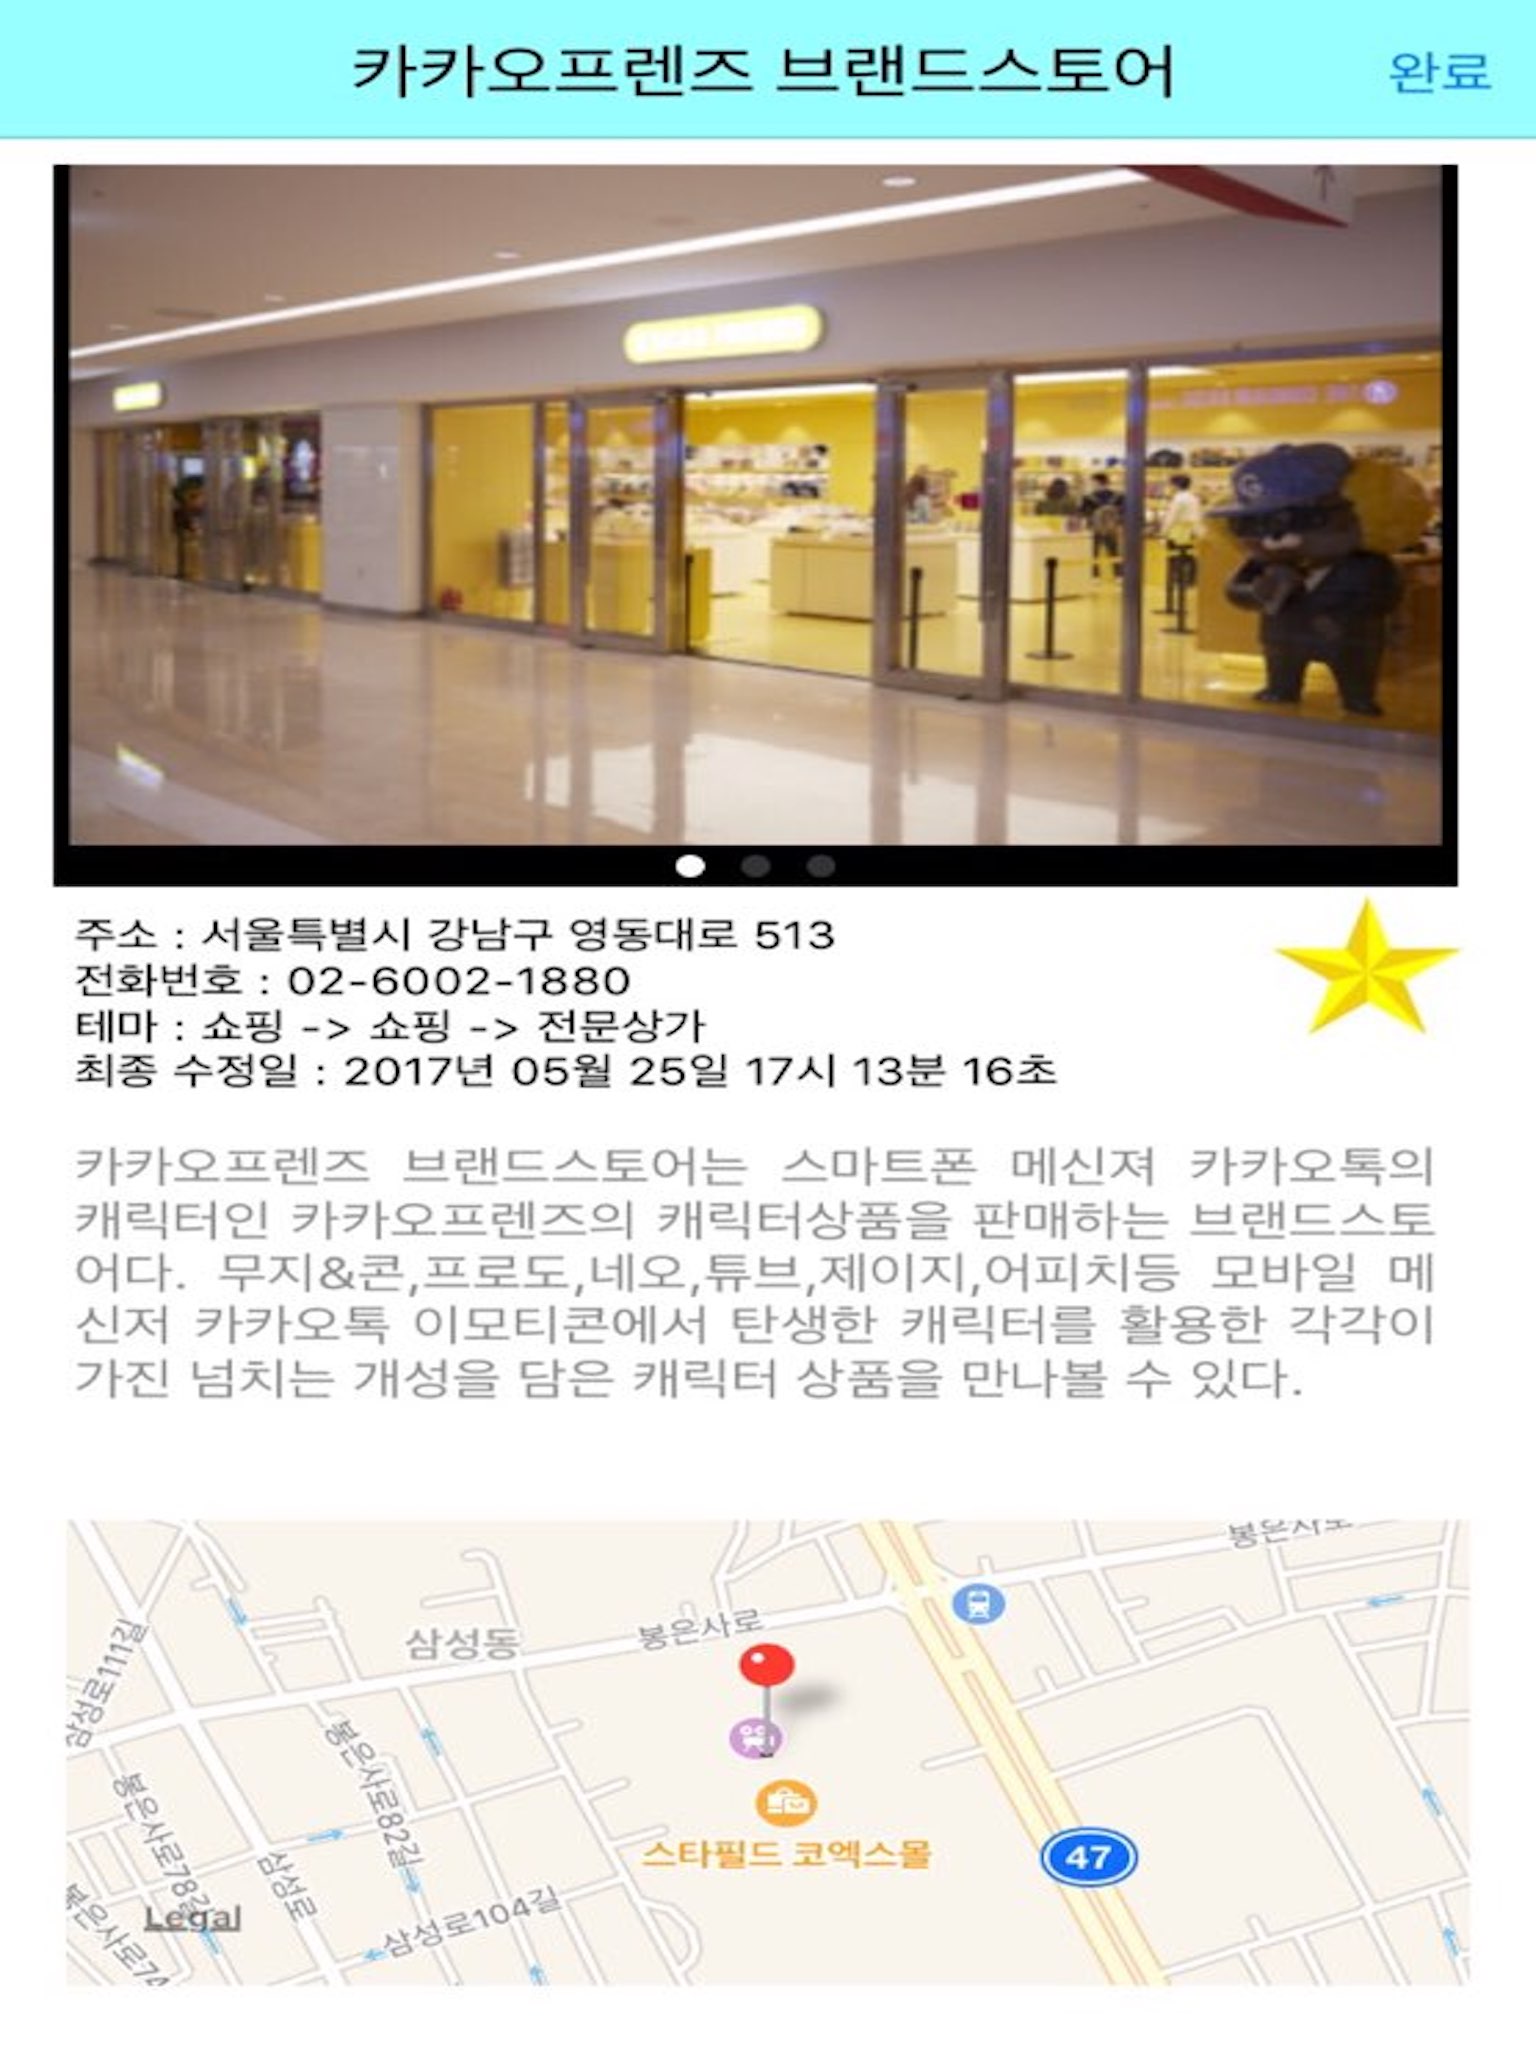 카카오프렌즈 브랜드스토어
완료
주소 : 서울특별시 강남구 영동대로 513
전화번호 : 02-6002-1880
테마 : 쇼핑 -> 쇼핑 -> 전문상가
최종 수정일 : 2017년 05월 25일 17시 13분 16초
카카오프렌즈 브랜드스토어는 스마트폰 메신져 카카오톡의
캐릭터인 카카오프렌즈의 캐릭터상품을 판매하는 브랜드스토
어다. 무지&콘,프로도,네오,튜브,제이지,어피치등 모바일 메
신저 카카오톡 이모티콘에서 탄생한 캐릭터를 활용한 각각이
가진 넘치는 개성을 담은 캐릭터 상품을 만나볼 수 있다.
봉은사로
삼성동
봉은사로
삼성로111길
봉은사로82길
봉은사로78길
삼성로
스타필드 코엑스몰
47
Legal
삼성로104길
봉은사로74